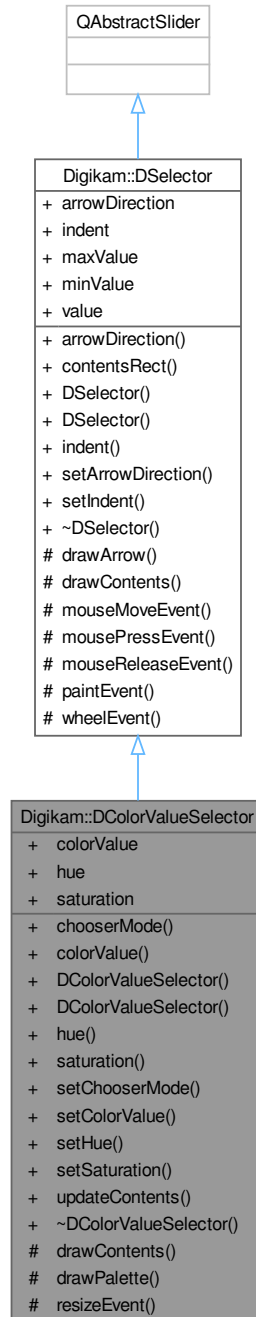 QAbstractSlider
Digikam::DSelector
+ arrowDirection
+ indent
+ maxValue
+ minValue
+ value
+ arrowDirection()
+ contentsRect()
+ DSelector()
+ DSelector()
+ indent()
+ setArrowDirection()
+ setIndent()
+ ~DSelector()
# drawArrow()
# drawContents()
# mouseMoveEvent()
# mousePressEvent()
# mouseReleaseEvent()
# paintEvent()
# wheelEvent()
Digikam::DColorValueSelector
+ colorValue
+ hue
+ saturation
+ chooserMode()
+ colorValue()
+ DColorValueSelector()
+ DColorValueSelector()
+ hue()
+ saturation()
+ setChooserMode()
+ setColorValue()
+ setHue()
+ setSaturation()
+ updateContents()
+ ~DColorValueSelector()
# drawContents()
# drawPalette()
# resizeEvent()